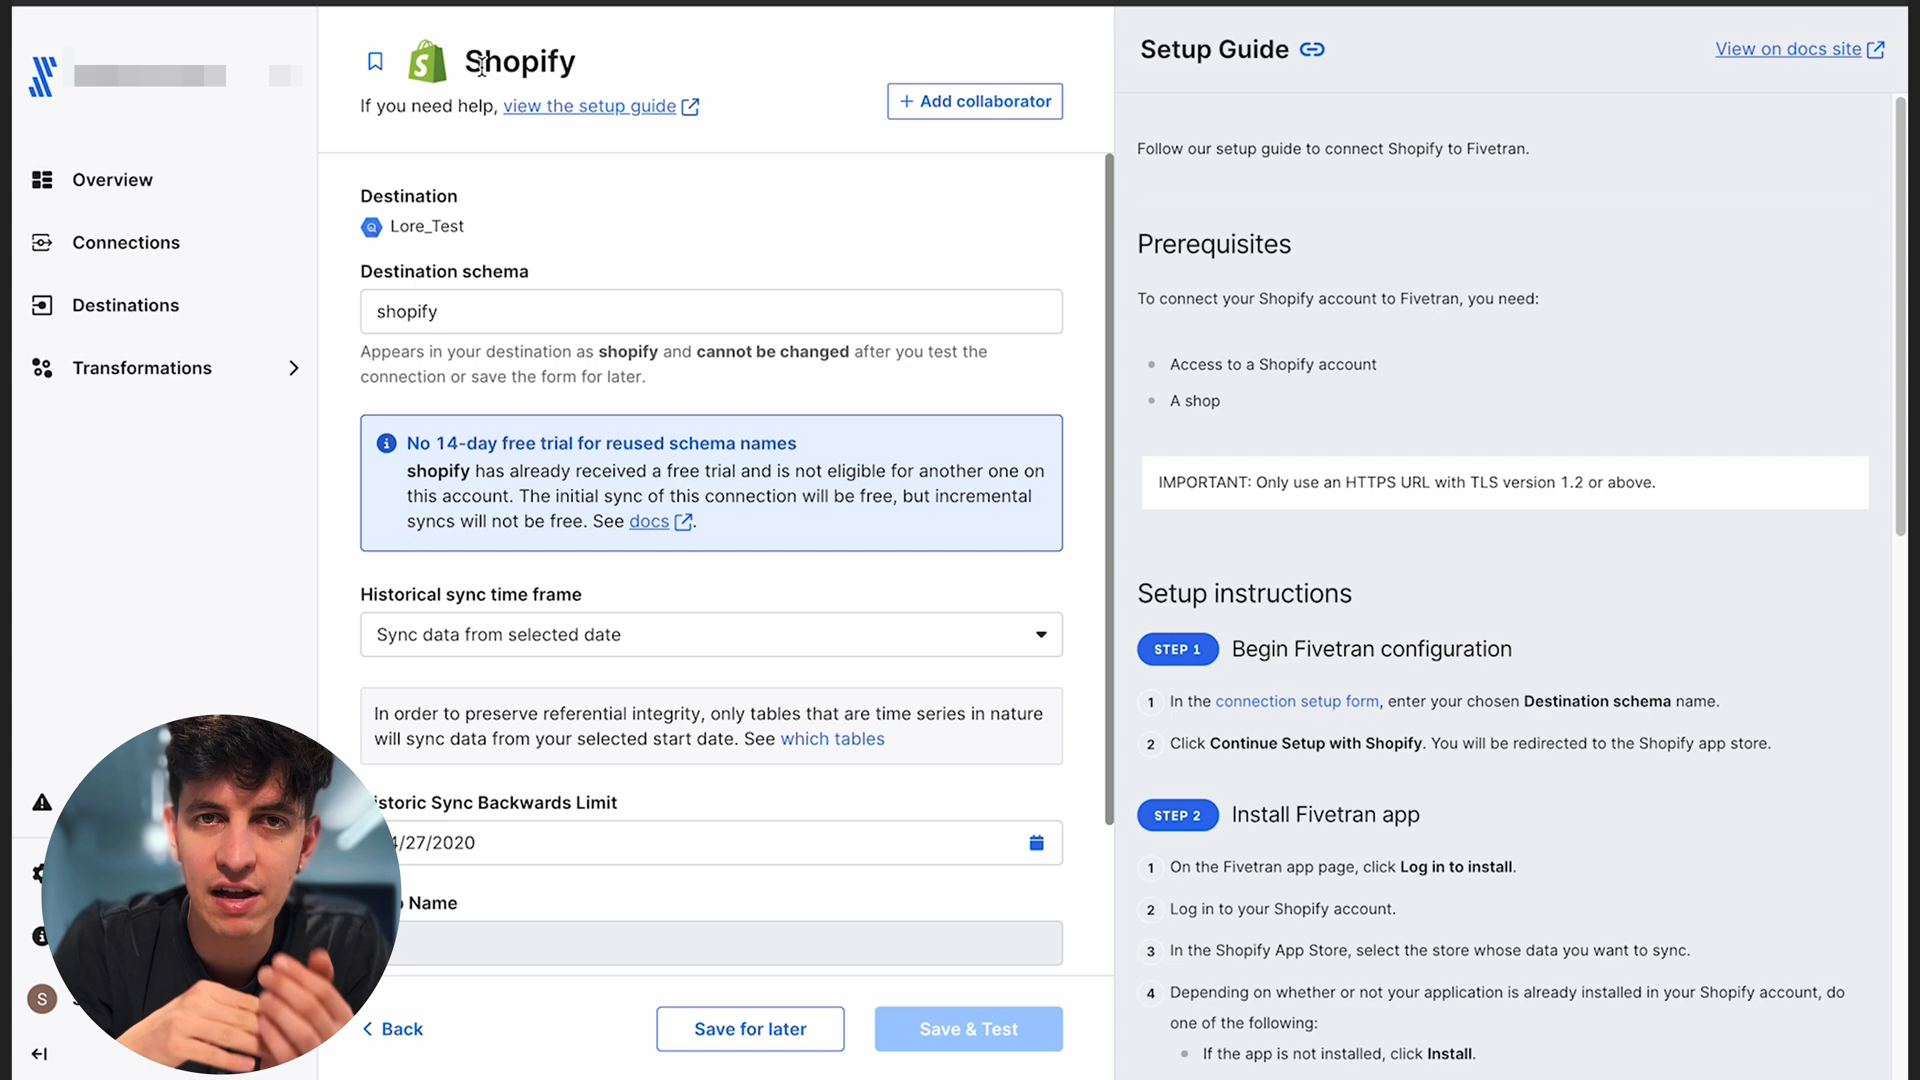 Overview
Connections
Destinations
Transformations
S
Shopify
If you need help, view the setup guide
+ Add collaborator
Destination
Lore_Test
Destination schema
shopify
Appears in your destination as shopify and cannot be changed after you test the
connection or save the form for later.
No 14-day free trial for reused schema names
shopify has already received a free trial and is not eligible for another one on
this account. The initial sync of this connection will be free, but incremental
syncs will not be free. See docs.
Historical sync time frame
Sync data from selected date
In order to preserve referential integrity, only tables that are time series in nature
will sync data from your selected start date. See which tables
istoric Sync Backwards Limit
/27/2020
Name
Back
Save for later
Save & Test
Setup Guide
View on docs site
Follow our setup guide to connect Shopify to Fivetran.
Prerequisites
To connect your Shopify account to Fivetran, you need:
Access to a Shopify account
A shop
IMPORTANT: Only use an HTTPS URL with TLS version 1.2 or above.
Setup instructions
STEP 1 Begin Fivetran configuration
1 In the connection setup form, enter your chosen Destination schema name.
2 Click Continue Setup with Shopify. You will be redirected to the Shopify app store.
STEP 2 Install Fivetran app
1 On the Fivetran app page, click Log in to install.
2 Log in to your Shopify account.
3 In the Shopify App Store, select the store whose data you want to sync.
4 Depending on whether or not your application is already installed in your Shopify account, do
one of the following:
If the app is not installed, click Install.